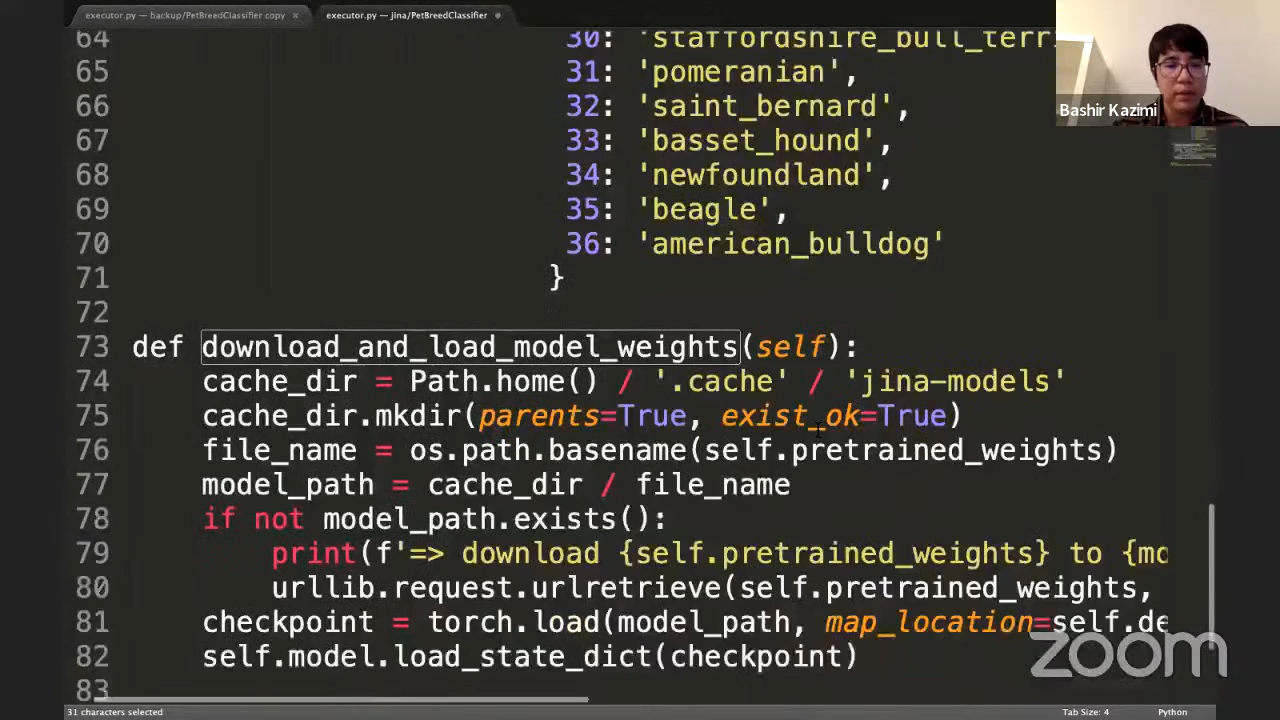 executor.py — backup/PetBreedClassifier copy ×
executor.py — jina/PetBreedClassifier
64 30: 'staffordshire_bull_terri
65 31: 'pomeranian',
66 32: 'saint_bernard',
67 33: 'basset_hound',
68 34: 'newfoundland',
69 35: 'beagle',
70 36: 'american_bulldog'
71 }
72
73 def download_and_load_model_weights(self):
74 cache_dir = Path.home() / '.cache' / 'jina-models'
75 cache_dir.mkdir(parents=True, exist_ok=True)
76 file_name = os.path.basename(self.pretrained_weights)
77 model_path = cache_dir / file_name
78 if not model_path.exists():
79 print(f'=> download {self.pretrained_weights} to {mo
80 urllib.request.urlretrieve(self.pretrained_weights,
81 checkpoint = torch.load(model_path, map_location=self.de
82 self.model.load_state_dict(checkpoint)
83
Bashir Kazimi
zoom
31 characters selected
Tab Size: 4
Python